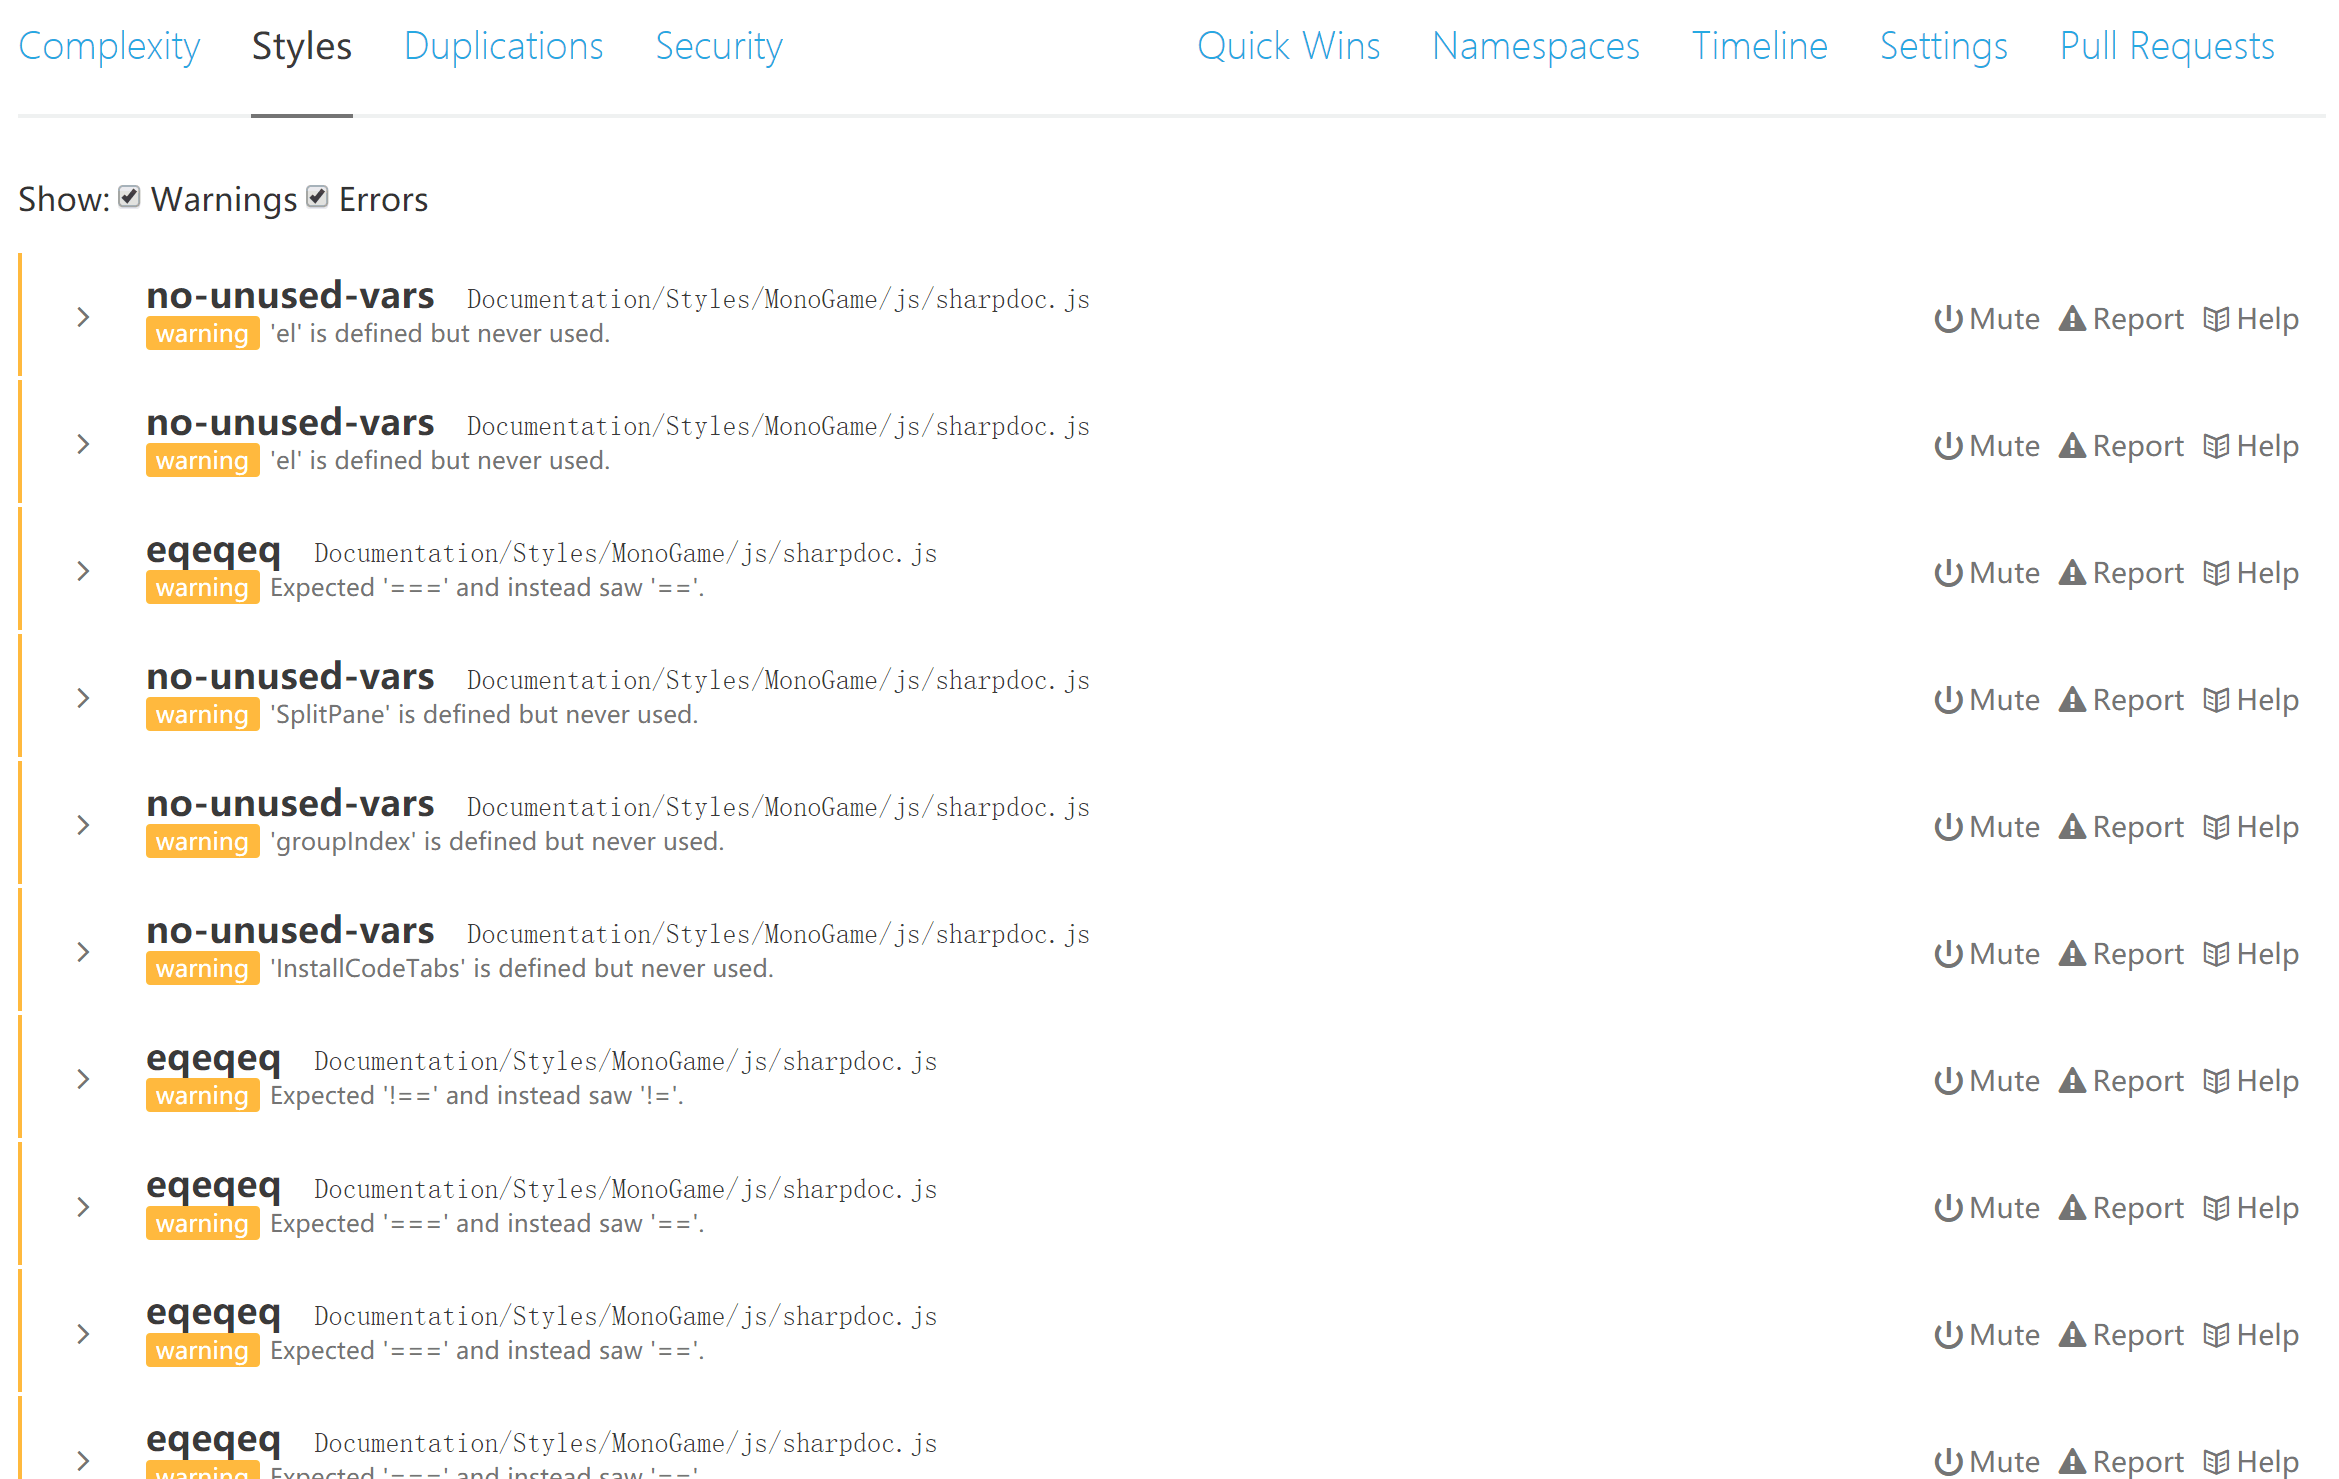 Complexity Styles Duplications Security Quick Wins Namespaces Timeline Settings Pull Requests
Show: Warnings Errors
no-unused-vars Documentation/Styles/MonoGame/js/sharpdoc.js
warning 'el' is defined but never used.
Mute Report Help
no-unused-vars Documentation/Styles/MonoGame/js/sharpdoc.js
warning 'el' is defined but never used.
Mute Report Help
eqeqeq Documentation/Styles/MonoGame/js/sharpdoc.js
warning Expected '===' and instead saw '=='.
Mute Report Help
no-unused-vars Documentation/Styles/MonoGame/js/sharpdoc.js
warning 'SplitPane' is defined but never used.
Mute Report Help
no-unused-vars Documentation/Styles/MonoGame/js/sharpdoc.js
warning 'groupIndex' is defined but never used.
Mute Report Help
no-unused-vars Documentation/Styles/MonoGame/js/sharpdoc.js
warning 'InstallCodeTabs' is defined but never used.
Mute Report Help
eqeqeq Documentation/Styles/MonoGame/js/sharpdoc.js
warning Expected '!==' and instead saw '!='.
Mute Report Help
eqeqeq Documentation/Styles/MonoGame/js/sharpdoc.js
warning Expected '===' and instead saw '=='.
Mute Report Help
eqeqeq Documentation/Styles/MonoGame/js/sharpdoc.js
warning Expected '===' and instead saw '=='.
Mute Report Help
eqeqeq Documentation/Styles/MonoGame/js/sharpdoc.js
warning Expected '===' and instead saw '=='.
Mute Report Help